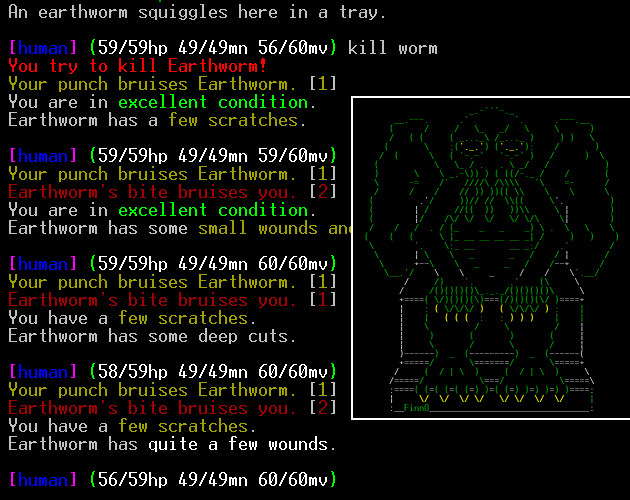 An earthworm squiggles here in a tray.
[human] (59/59hp 49/49mn 56/60mv) kill worm
You try to kill Earthworm!
Your punch bruises Earthworm. [1]
You are in excellent condition.
Earthworm has a few scratches.
[human] (59/59hp 49/49mn 59/60mv)
Your punch bruises Earthworm. [1]
Earthworm's bite bruises you. [2]
You are in excellent condition.
Earthworm has some small wounds and
[human] (59/59hp 49/49mn 60/60mv)
Your punch bruises Earthworm. [1]
Earthworm's bite bruises you. [1]
You have a few scratches.
Earthworm has some deep cuts.
[human] (58/59hp 49/49mn 60/60mv)
Your punch bruises Earthworm. [1]
Earthworm's bite bruises you. [2]
You have a few scratches.
Earthworm has quite a few wounds.
[human] (56/59hp 49/49mn 60/60mv)
FinnO